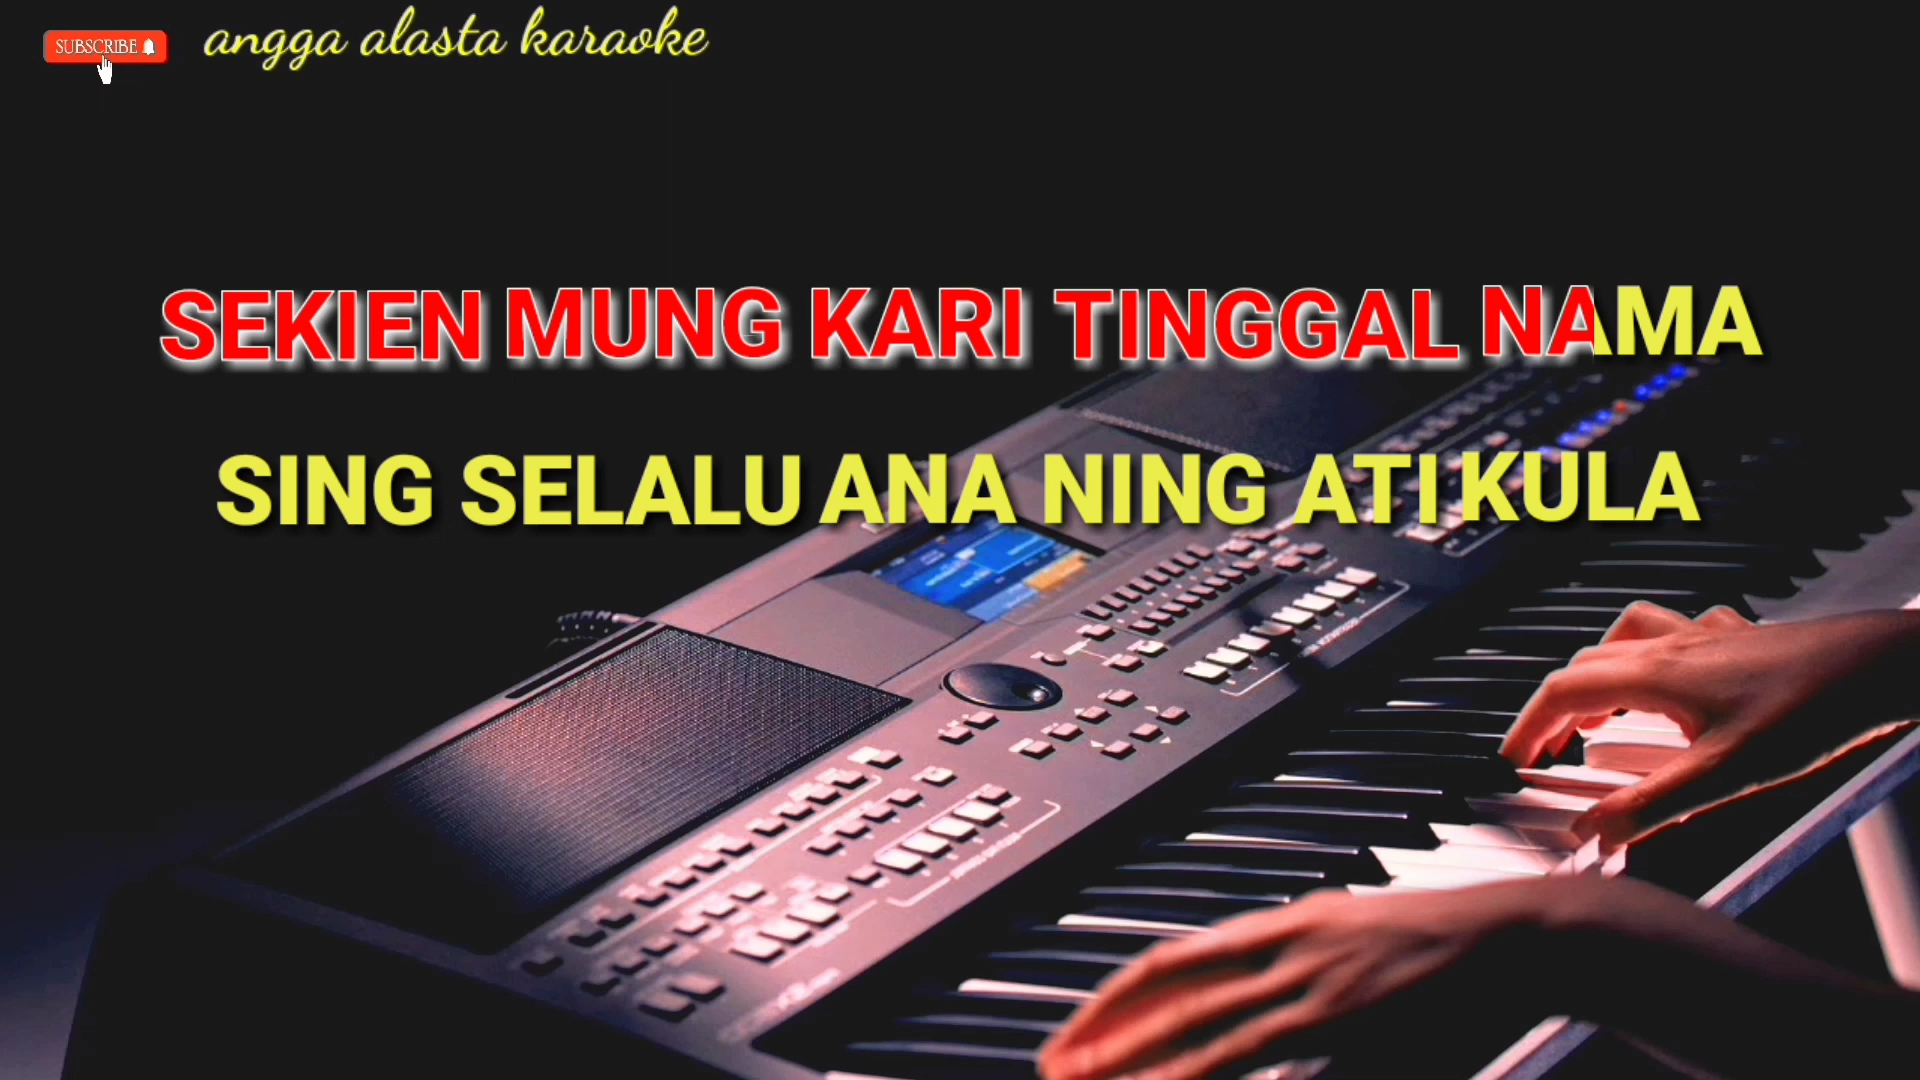 SUBSCRIBE
angga alasta karaoke
SEKIEN MUNG KARI TINGGAL NAMA
SING SELALU ANA NING ATI KULA